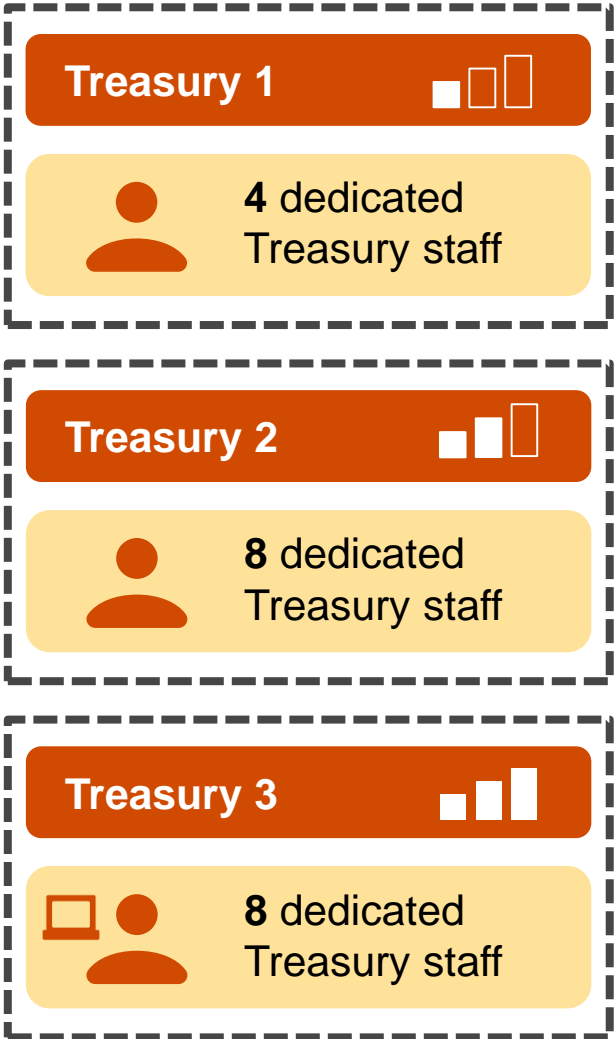 Treasury 1
4 dedicated
Treasury staff
Treasury 2
8 dedicated
Treasury staff
Treasury 3
8 dedicated
Treasury staff